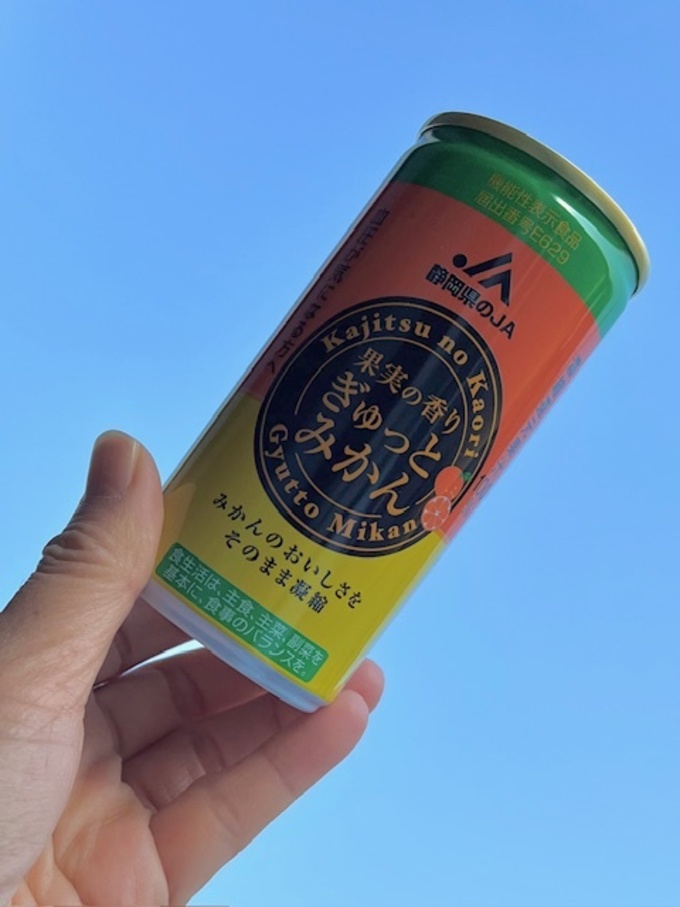 機能性表示食品
届出番号E629
JA
静岡県のJA
Kajitsu no Kaori
果実の香り
ぎゅっと
みかん
Gyutto Mikan
みかんのおいしさを
そのまま凝縮
食生活は、主食、主菜、副菜を
基本に、食事のバランスを。